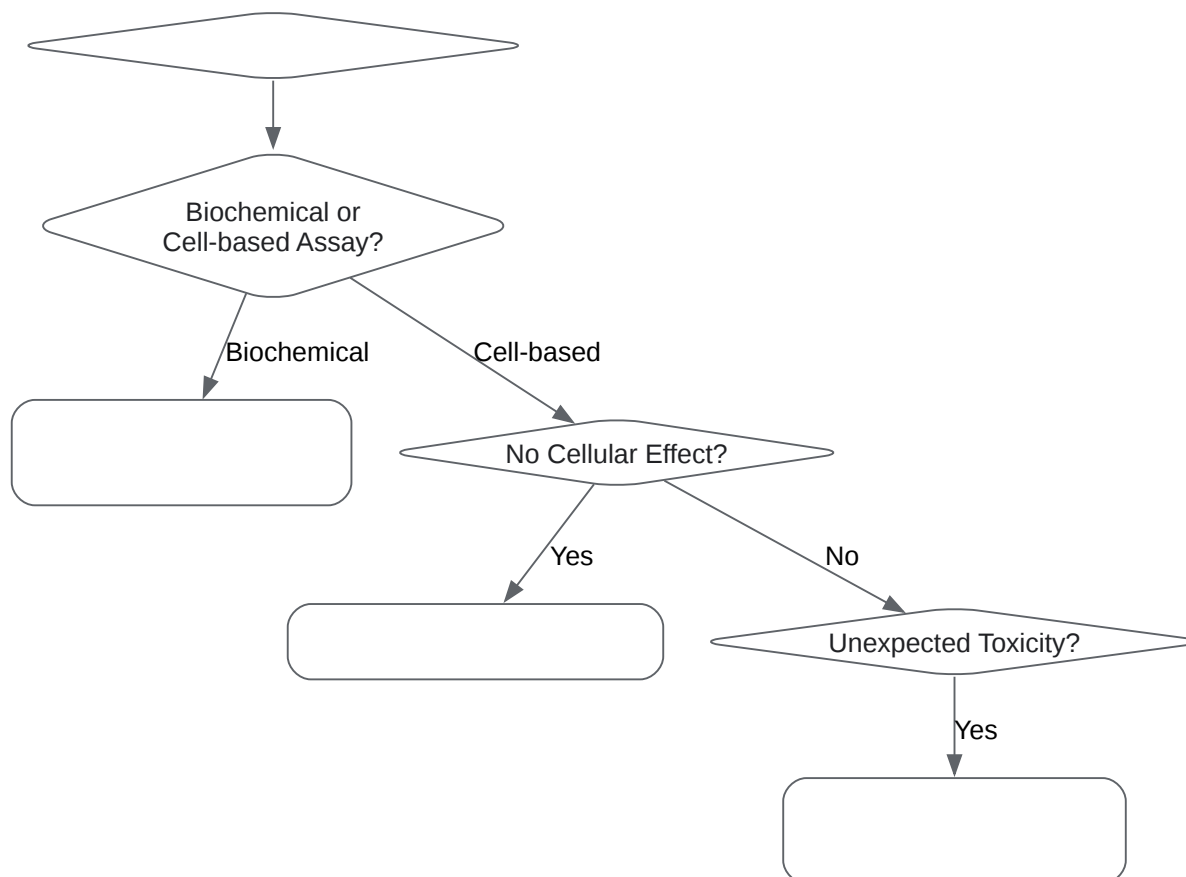 Biochemical or
Cell-based Assay?
Biochemical
Cell-based
No Cellular Effect?
Yes
No
Unexpected Toxicity?
Yes